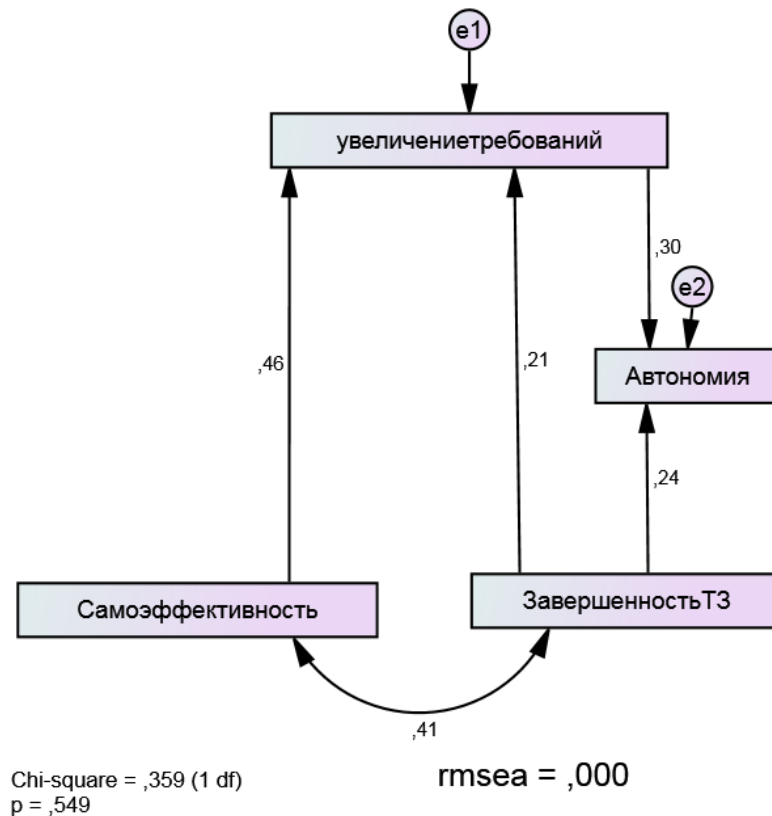 e1
увеличениетребований
,30
e2
,46
,21
Автономия
,24
Самоэффективность
ЗавершенностьТЗ
,41
Chi-square = ,359 (1 df)
p = ,549
rmsea = ,000